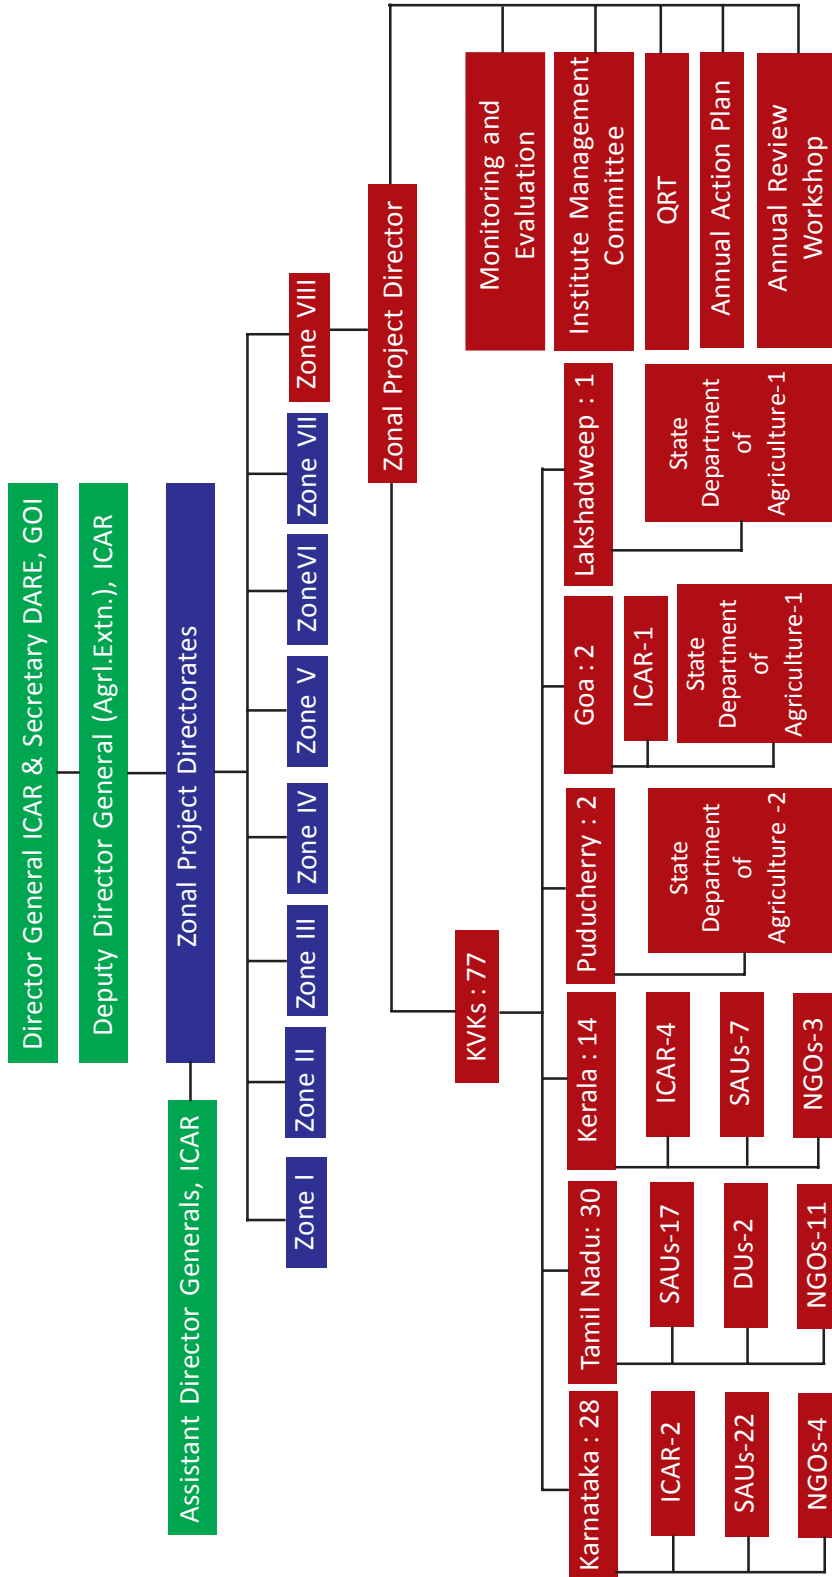 Director General ICAR & Secretary DARE, GOI
Deputy Director General (Agrl.Extn.), ICAR
Assistant Director Generals, ICAR
Zonal Project Directorates
Zone I
Zone II
Zone III
Zone IV
Zone V
ZoneVI
Zone VII
Zone VIII
Zonal Project Director
KVKs : 77
Monitoring and
Evaluation
Institute Management
Committee
QRT
Annual Action Plan
Annual Review
Workshop
Karnataka : 28
ICAR-2
SAUs-22
NGOs-4
Tamil Nadu: 30
SAUs-17
DUs-2
NGOs-11
Kerala : 14
ICAR-4
SAUs-7
NGOs-3
Puducherry : 2
State
Department
of
Agriculture -2
Goa : 2
ICAR-1
State
Department
of
Agriculture-1
Lakshadweep : 1
State
Department
of
Agriculture-1